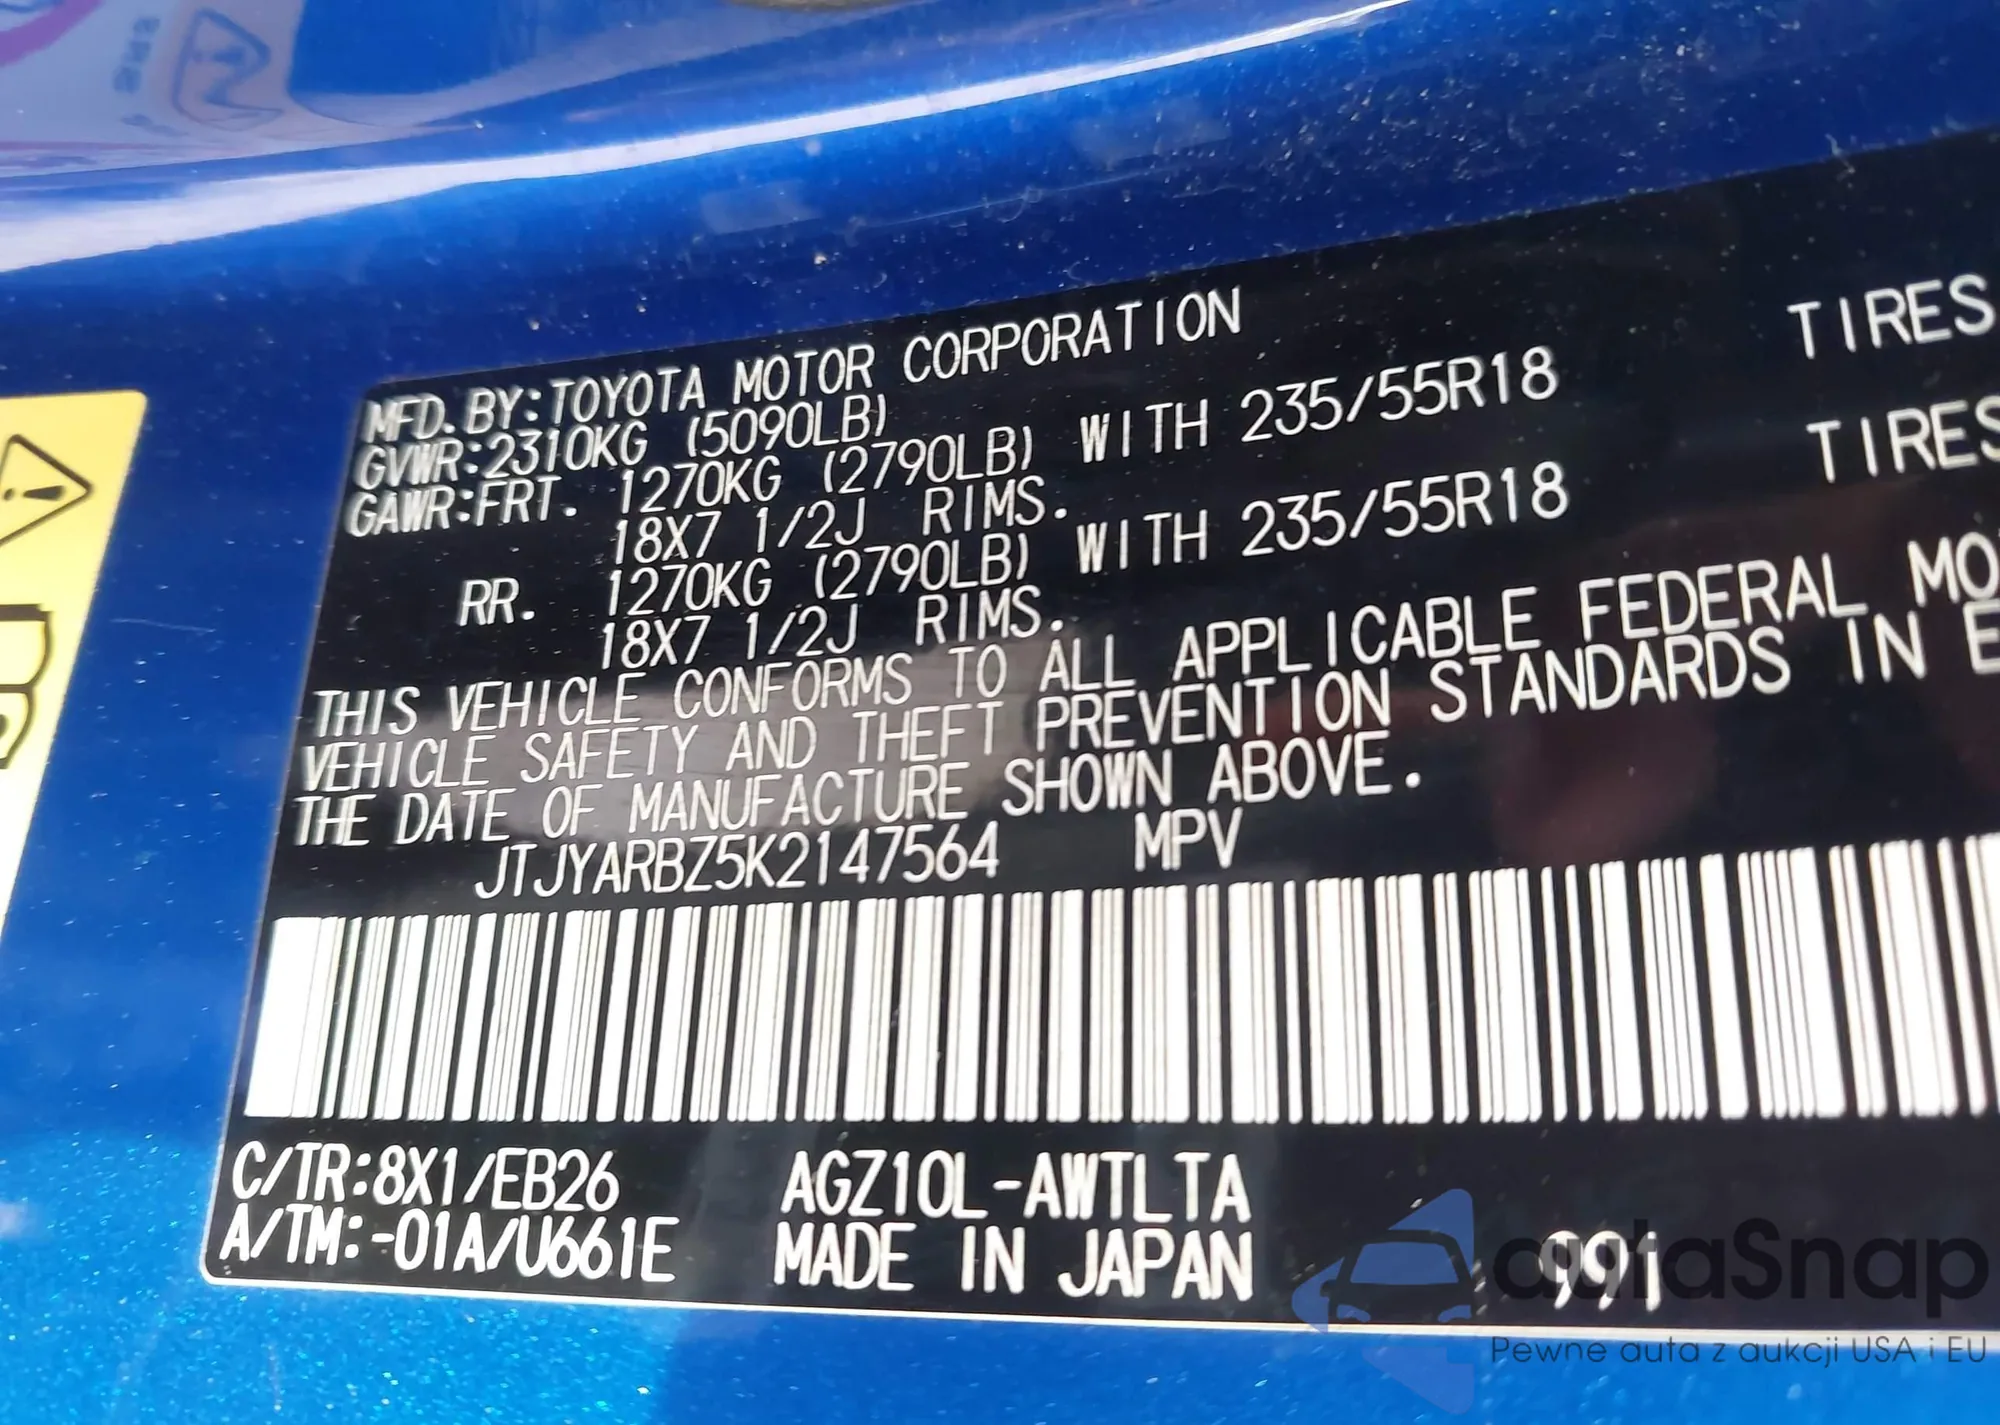 MFD. BY:TOYOTA MOTOR CORPORATION
GVWR:2310KG (5090LB)
GAWR:FRT. 1270KG (2790LB) WITH 235/55R18 TIRES
18X7 1/2J RIMS.
RR. 1270KG (2790LB) WITH 235/55R18 TIRES
18X7 1/2J RIMS.
THIS VEHICLE CONFORMS TO ALL APPLICABLE FEDERAL MO
VEHICLE SAFETY AND THEFT PREVENTION STANDARDS IN E
THE DATE OF MANUFACTURE SHOWN ABOVE.
JTJYARBZ5K2147564 MPV
C/TR:8X1/EB26 AGZ10L-AWTLTA
A/TM:-01A/U661E MADE IN JAPAN 991
autoSnap
Pewne auta z aukcji USA i EU